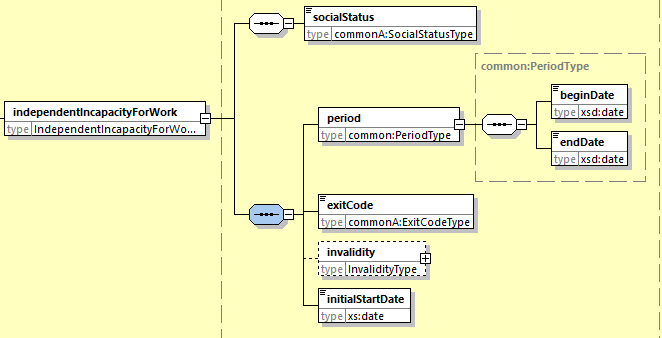 socialStatus
type commonA:SocialStatusType
common:PeriodType
beginDate
type xsd:date
independentIncapacityForWork
type IndependentIncapacityForWo...
period
type common:PeriodType
endDate
type xsd:date
exitCode
type commonA:ExitCodeType
invalidity
type InvalidityType
initialStartDate
type xs:date